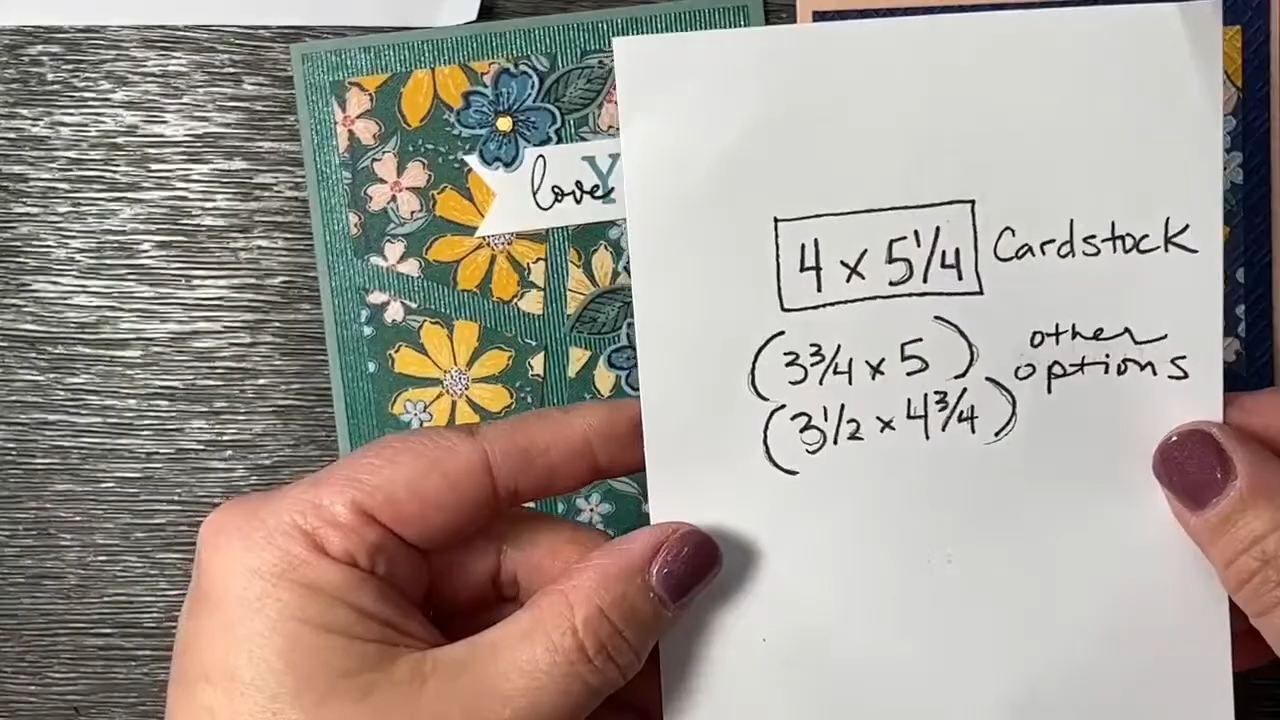 love Y
4 x 5 1/4 Cardstock
(3 3/4 x 5) other options
(3 1/2 x 4 3/4)